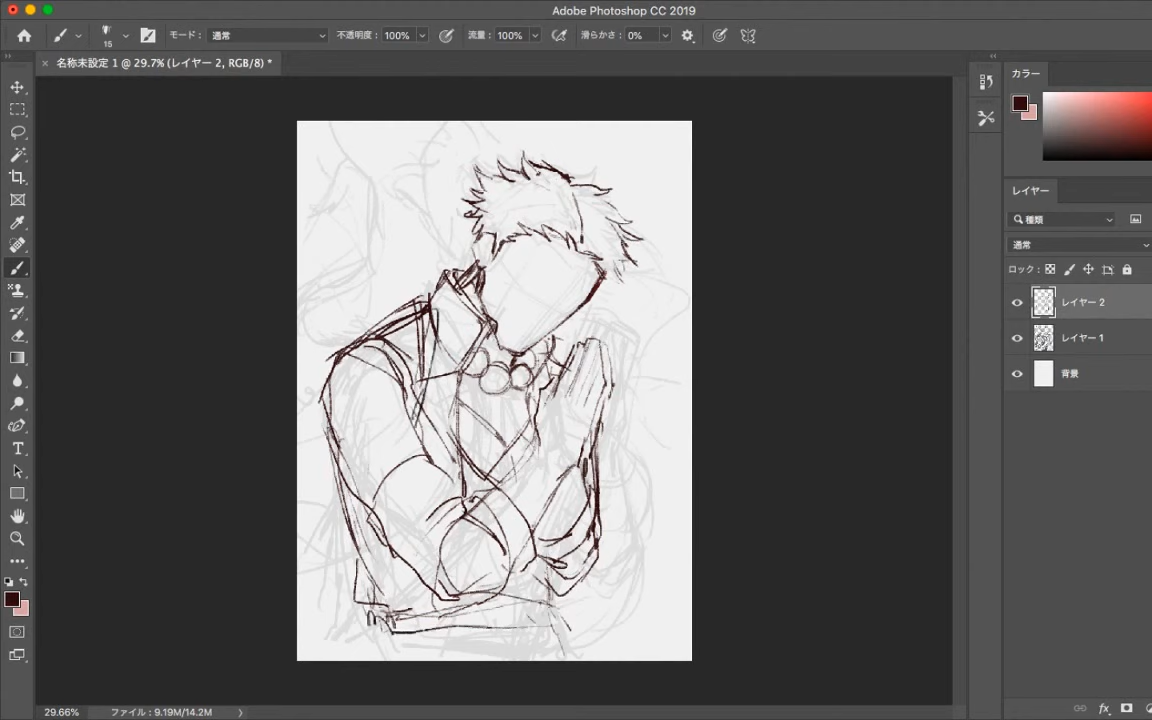 Adobe Photoshop CC 2019
15 モード： 通常 不透明度： 100% 流量： 100% 滑らかさ： 0%
名称未設定 1 @ 29.7% (レイヤー 2, RGB/8) *
カラー
レイヤー
種類
通常
ロック：
レイヤー 2
レイヤー 1
背景
29.66% ファイル：9.19M/14.2M